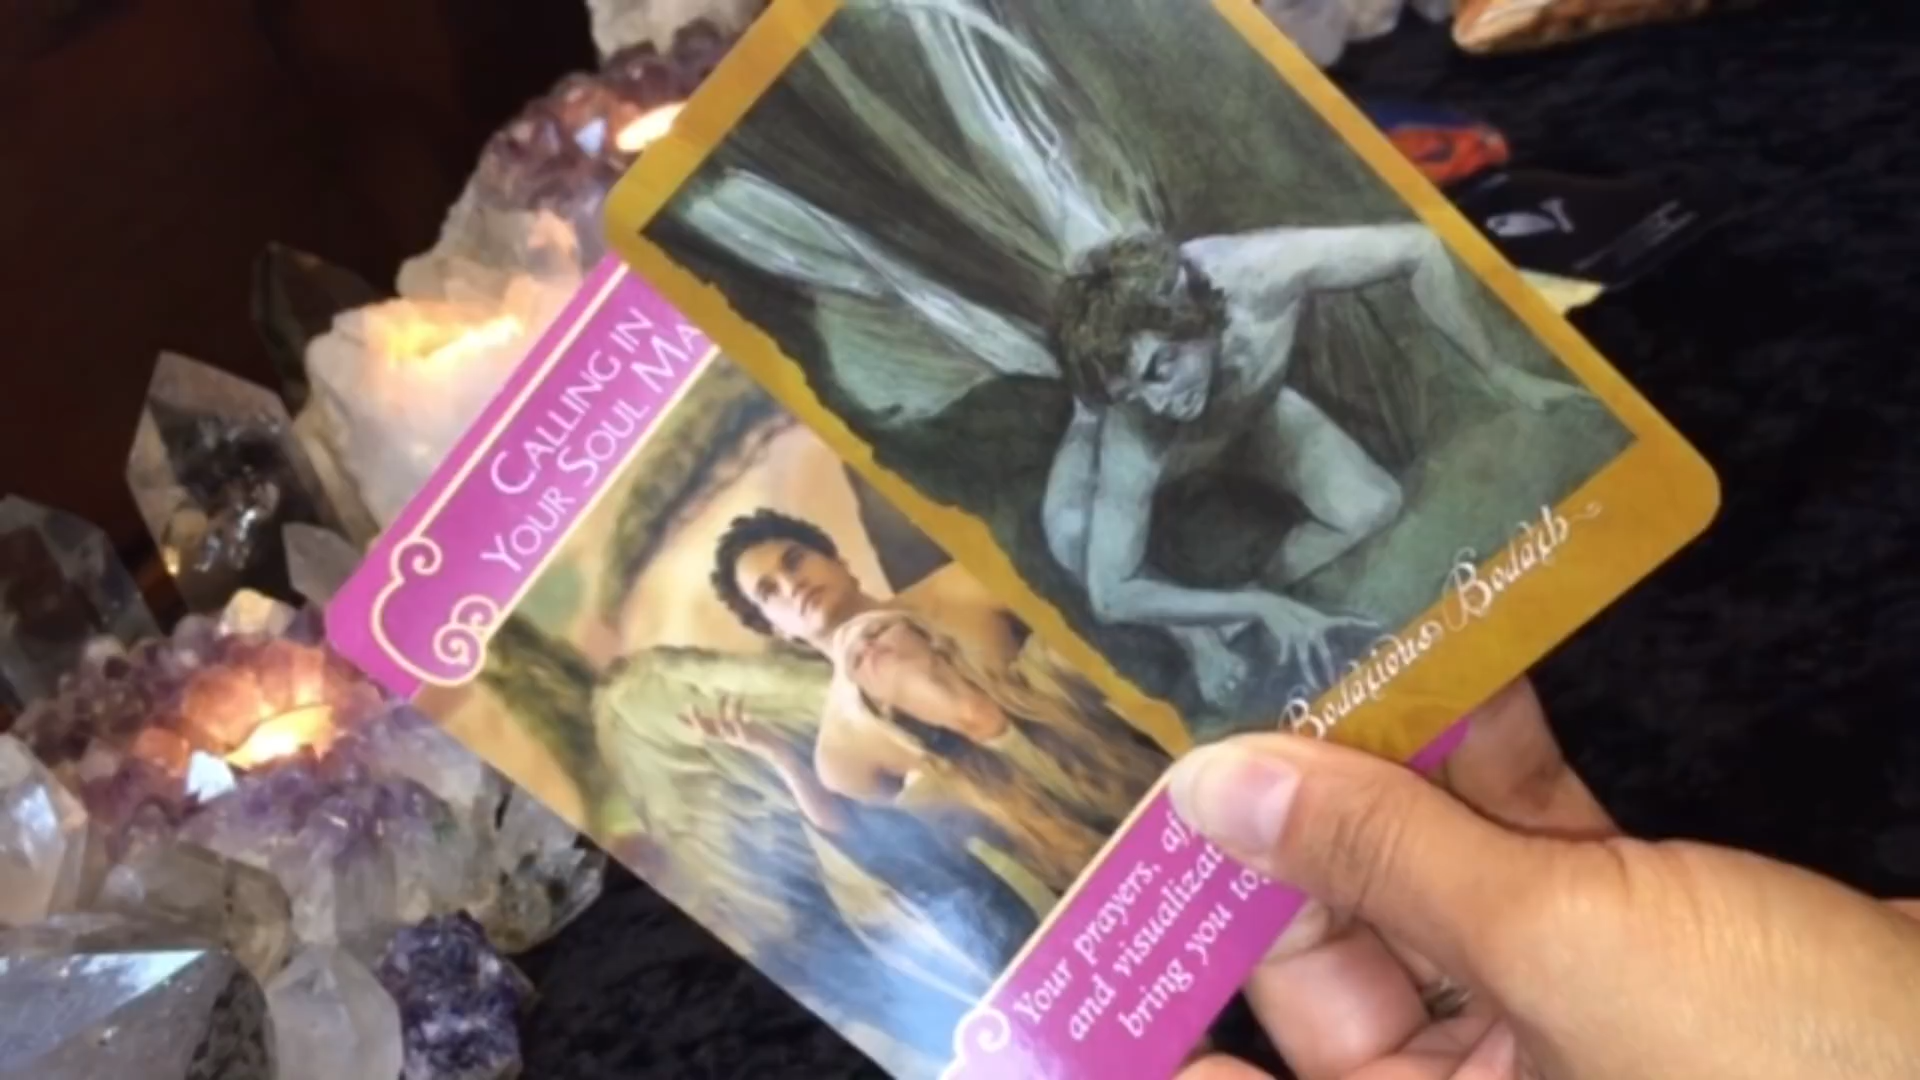 CALLING IN
YOUR SOUL MA
Bodacious Bodach
Your prayers, af
and visualizat
bring you to